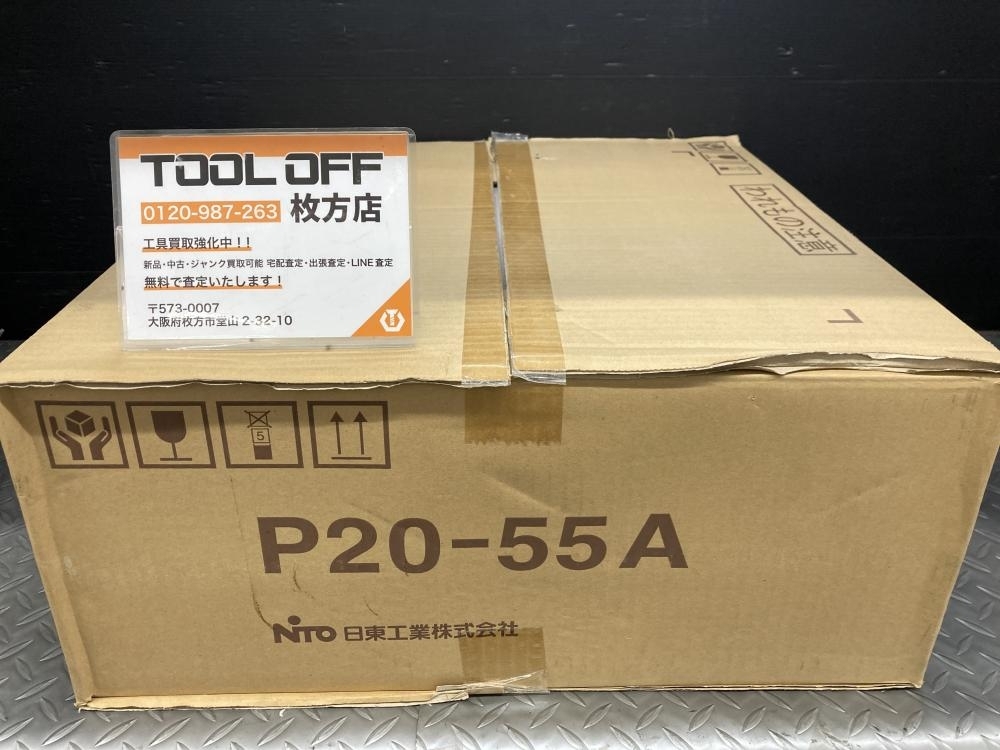 TOOL OFF
0120-987-263 枚方店
工具買取強化中！！
新品・中古・ジャンク買取可能 宅配査定・出張査定・LINE査定
無料で査定いたします！
〒573-0007
大阪府枚方市堂山2-32-10
われもの注意
5
P20-55A
NITO 日東工業株式会社